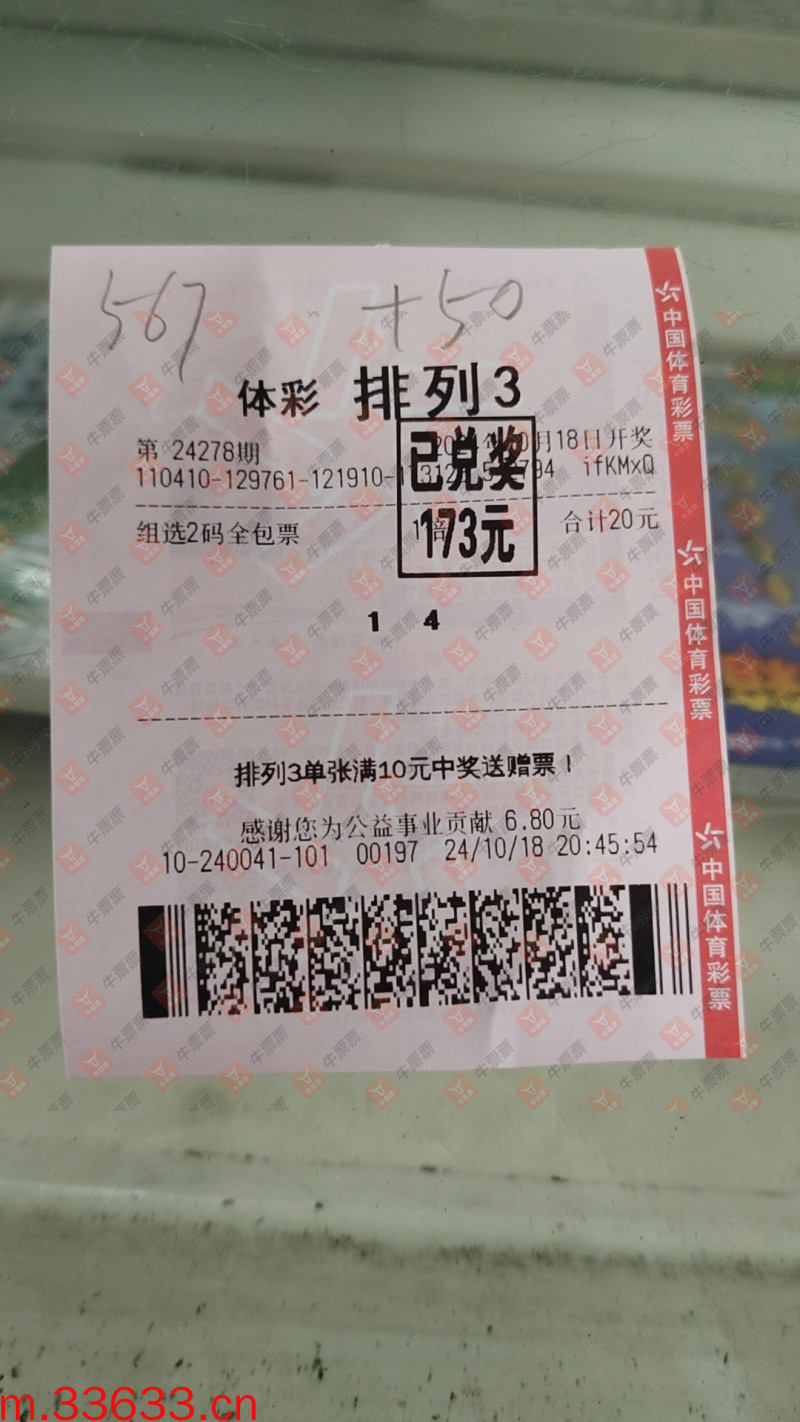 567 +50
体彩 排列3
第 24278期 月18日开奖
110410-129761-121910- ifKMxQ
已兑奖
173元
组选2码全包票 合计20元
1 4
排列3单张满10元中奖送赠票！
感谢您为公益事业贡献 6.80元
10-240041-101 00197 24/10/18 20:45:54
中国体育彩票
中国体育彩票
中国体育彩票
牛票票
m.33633.cn